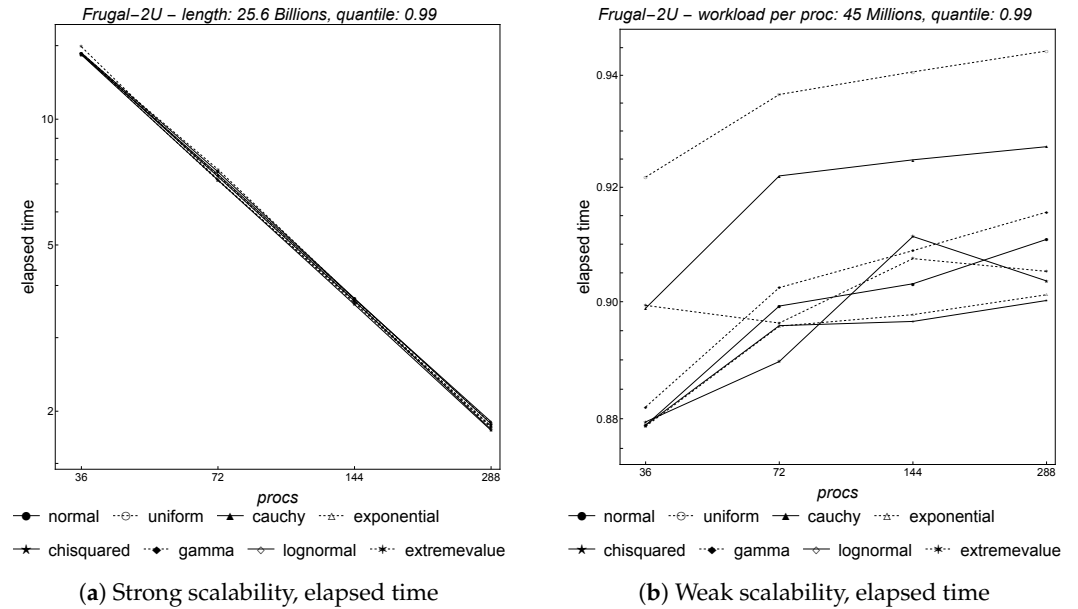 Frugal−2U − length: 25.6 Billions, quantile: 0.99
elapsed time
10
5
2
36
72
144
288
procs
normal
uniform
cauchy
exponential
chisquared
gamma
lognormal
extremevalue
(a) Strong scalability, elapsed time
Frugal−2U − workload per proc: 45 Millions, quantile: 0.99
elapsed time
0.94
0.92
0.90
0.88
36
72
144
288
procs
normal
uniform
cauchy
exponential
chisquared
gamma
lognormal
extremevalue
(b) Weak scalability, elapsed time